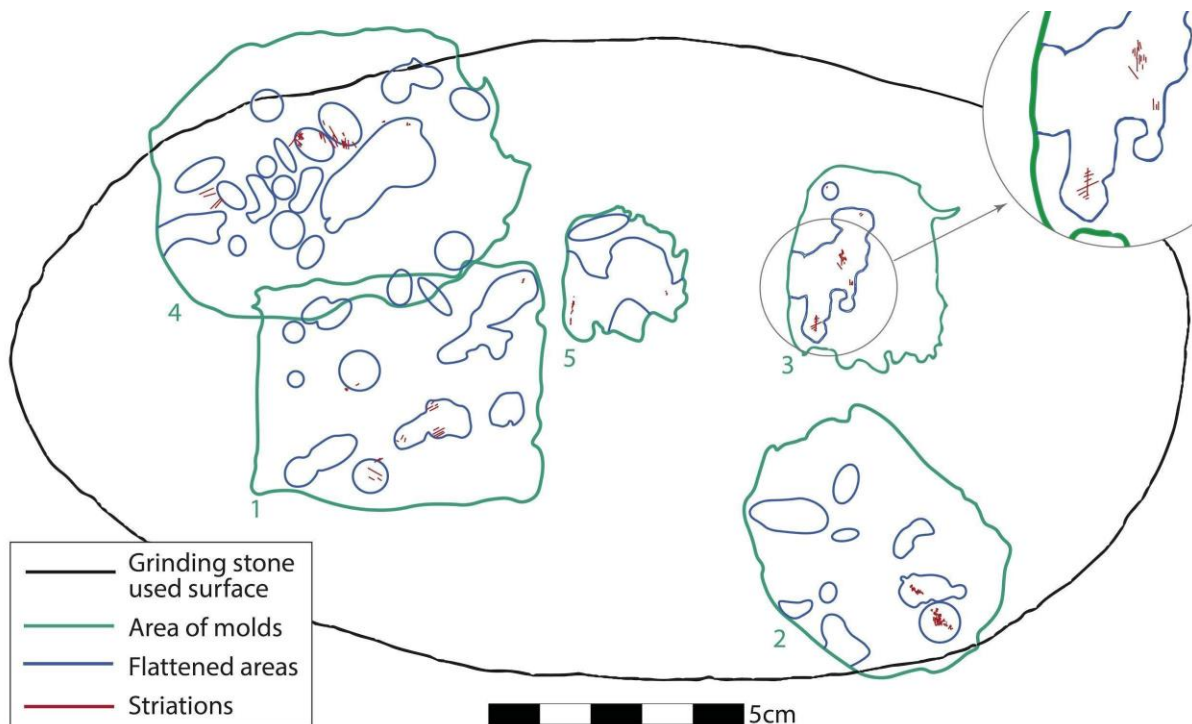 4
5
3
1
2
Grinding stone
used surface
Area of molds
Flattened areas
Striations
5cm